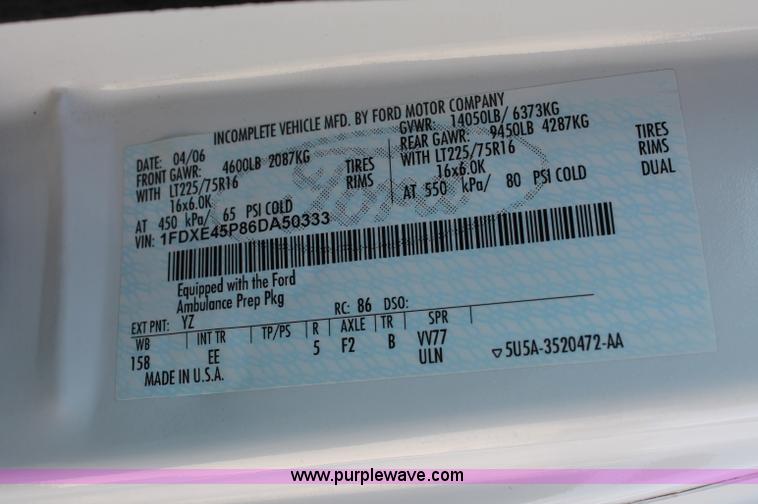 INCOMPLETE VEHICLE MFD. BY FORD MOTOR COMPANY
DATE: 04/06 GVWR: 14050LB/ 6373KG
FRONT GAWR: 4600LB 2087KG REAR GAWR: 9450LB 4287KG
WITH LT225/75R16 TIRES WITH LT225/75R16 TIRES
16x6.0K RIMS 16x6.0K RIMS
AT 450 kPa/ 65 PSI COLD AT 550 kPa/ 80 PSI COLD DUAL
VIN: 1FDXE45P86DA50333
Ford
Equipped with the Ford
Ambulance Prep Pkg
EXT PNT: YZ RC: 86 DSO:
WB INT TR TP/PS R AXLE TR SPR
158 EE 5 F2 B VV77
ULN
MADE IN U.S.A. ▽5U5A-3520472-AA
www.purplewave.com